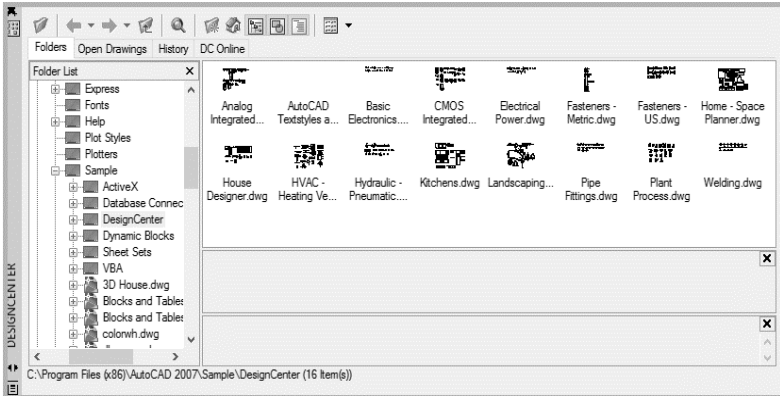 Folders Open Drawings History DC Online
Folder List
Express
Fonts
Help
Plot Styles
Plotters
Sample
ActiveX
Database Connec
DesignCenter
Dynamic Blocks
Sheet Sets
VBA
3D House.dwg
Blocks and Tables
Blocks and Tables
colorwh.dwg
Analog Integrated...
AutoCAD Textstyles a...
Basic Electronics....
CMOS Integrated...
Electrical Power.dwg
Fasteners - Metric.dwg
Fasteners - US.dwg
Home - Space Planner.dwg
House Designer.dwg
HVAC - Heating Ve...
Hydraulic - Pneumatic....
Kitchens.dwg
Landscaping...
Pipe Fittings.dwg
Plant Process.dwg
Welding.dwg
DESIGNCENTER
C:\Program Files (x86)\AutoCAD 2007\Sample\DesignCenter (16 Item(s))